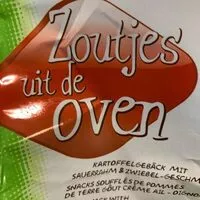 Zoutjes
uit de
oven
KARTOFFELGEBÄCK MIT
SAUERRAHM & ZWIEBEL-GESCHM
SNACKS SOUFFLÉS DE POMMES
DE TERRE GOÛT CRÈME AIL-OIGNO
WITH